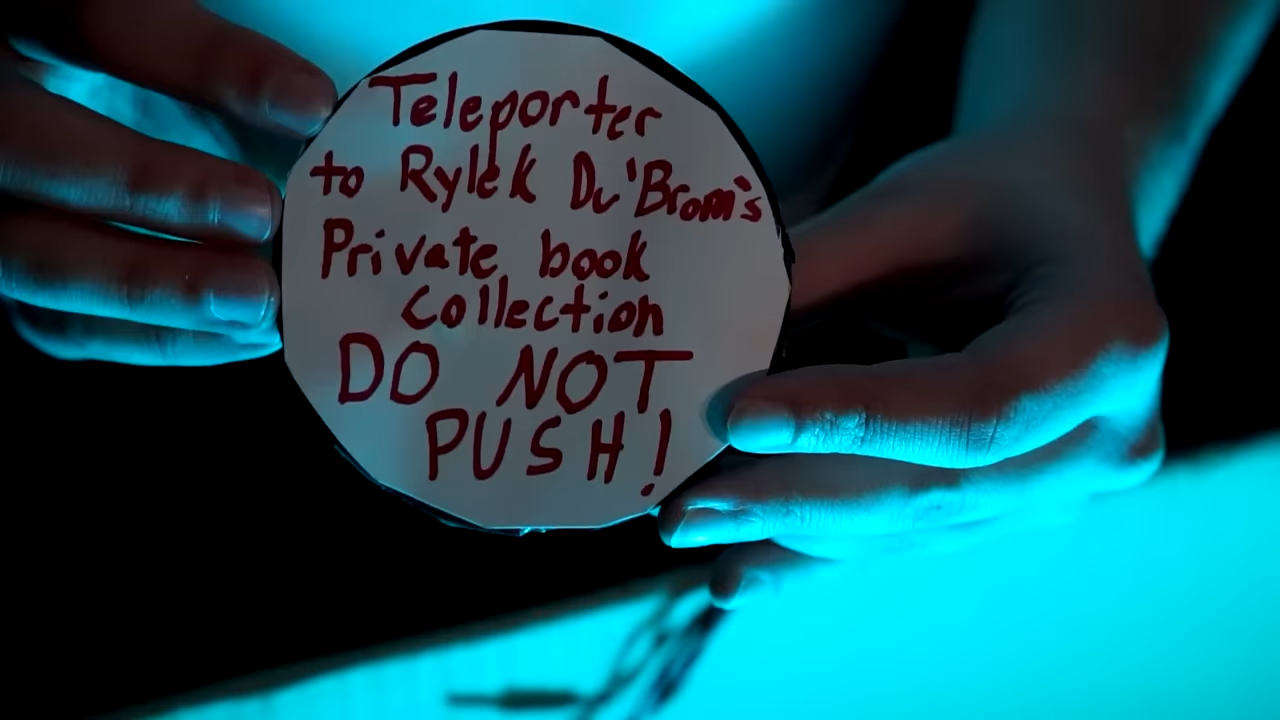 Teleporter
to Rylek Du'Brom's
Private book
collection
DO NOT
PUSH!